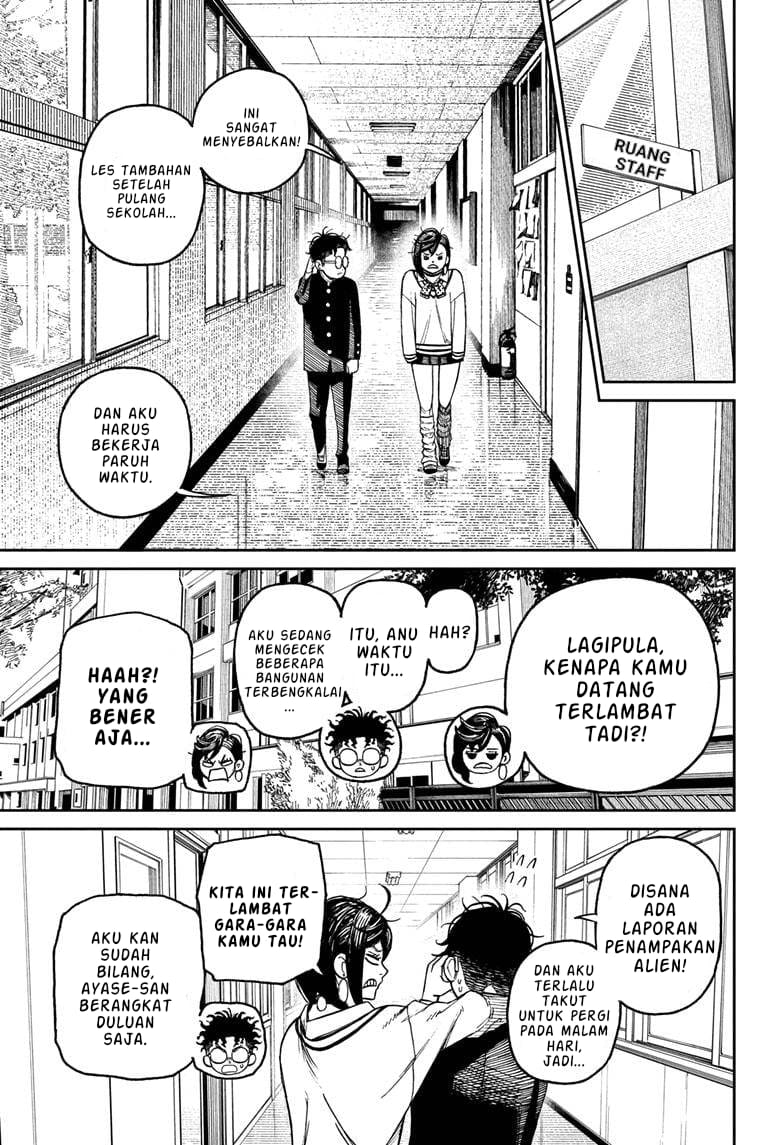 RUANG
STAFF
INI
SANGAT
MENYEBALKAN!
LES TAMBAHAN
SETELAH
PULANG
SEKOLAH...
DAN AKU
HARUS
BEKERJA
PARUH
WAKTU.
LAGIPULA,
KENAPA KAMU
DATANG
TERLAMBAT
TADI?!
HAH?
ITU, ANU
WAKTU
ITU...
AKU SEDANG
MENGECEK
BEBERAPA
BANGUNAN
TERBENGKALAI
...
HAAH?!
YANG
BENER
AJA...
DISANA
ADA
LAPORAN
PENAMPAKAN
ALIEN!
DAN AKU
TERLALU
TAKUT
UNTUK PERGI
PADA MALAM
HARI,
JADI...
KITA INI TER-
LAMBAT
GARA-GARA
KAMU TAU!
AKU KAN
SUDAH
BILANG,
AYASE-SAN
BERANGKAT
DULUAN
SAJA.